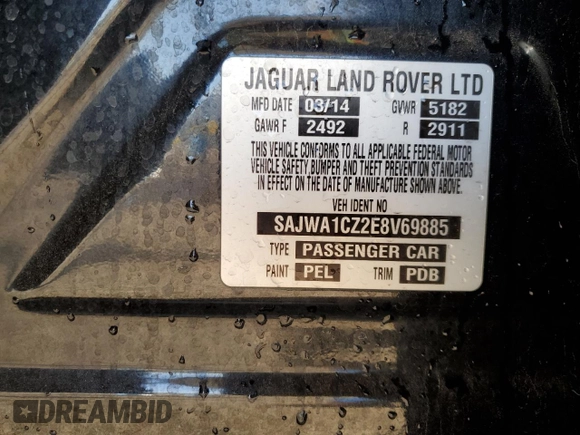 JAGUAR LAND ROVER LTD
MFD DATE 03/14 GVWR 5182
GAWR F 2492 R 2911
THIS VEHICLE CONFORMS TO ALL APPLICABLE FEDERAL MOTOR
VEHICLE SAFETY, BUMPER AND THEFT PREVENTION STANDARDS
IN EFFECT ON THE DATE OF MANUFACTURE SHOWN ABOVE.
VEH IDENT NO
SAJWA1CZ2E8V69885
TYPE PASSENGER CAR
PAINT PEL TRIM PDB
DREAMBID